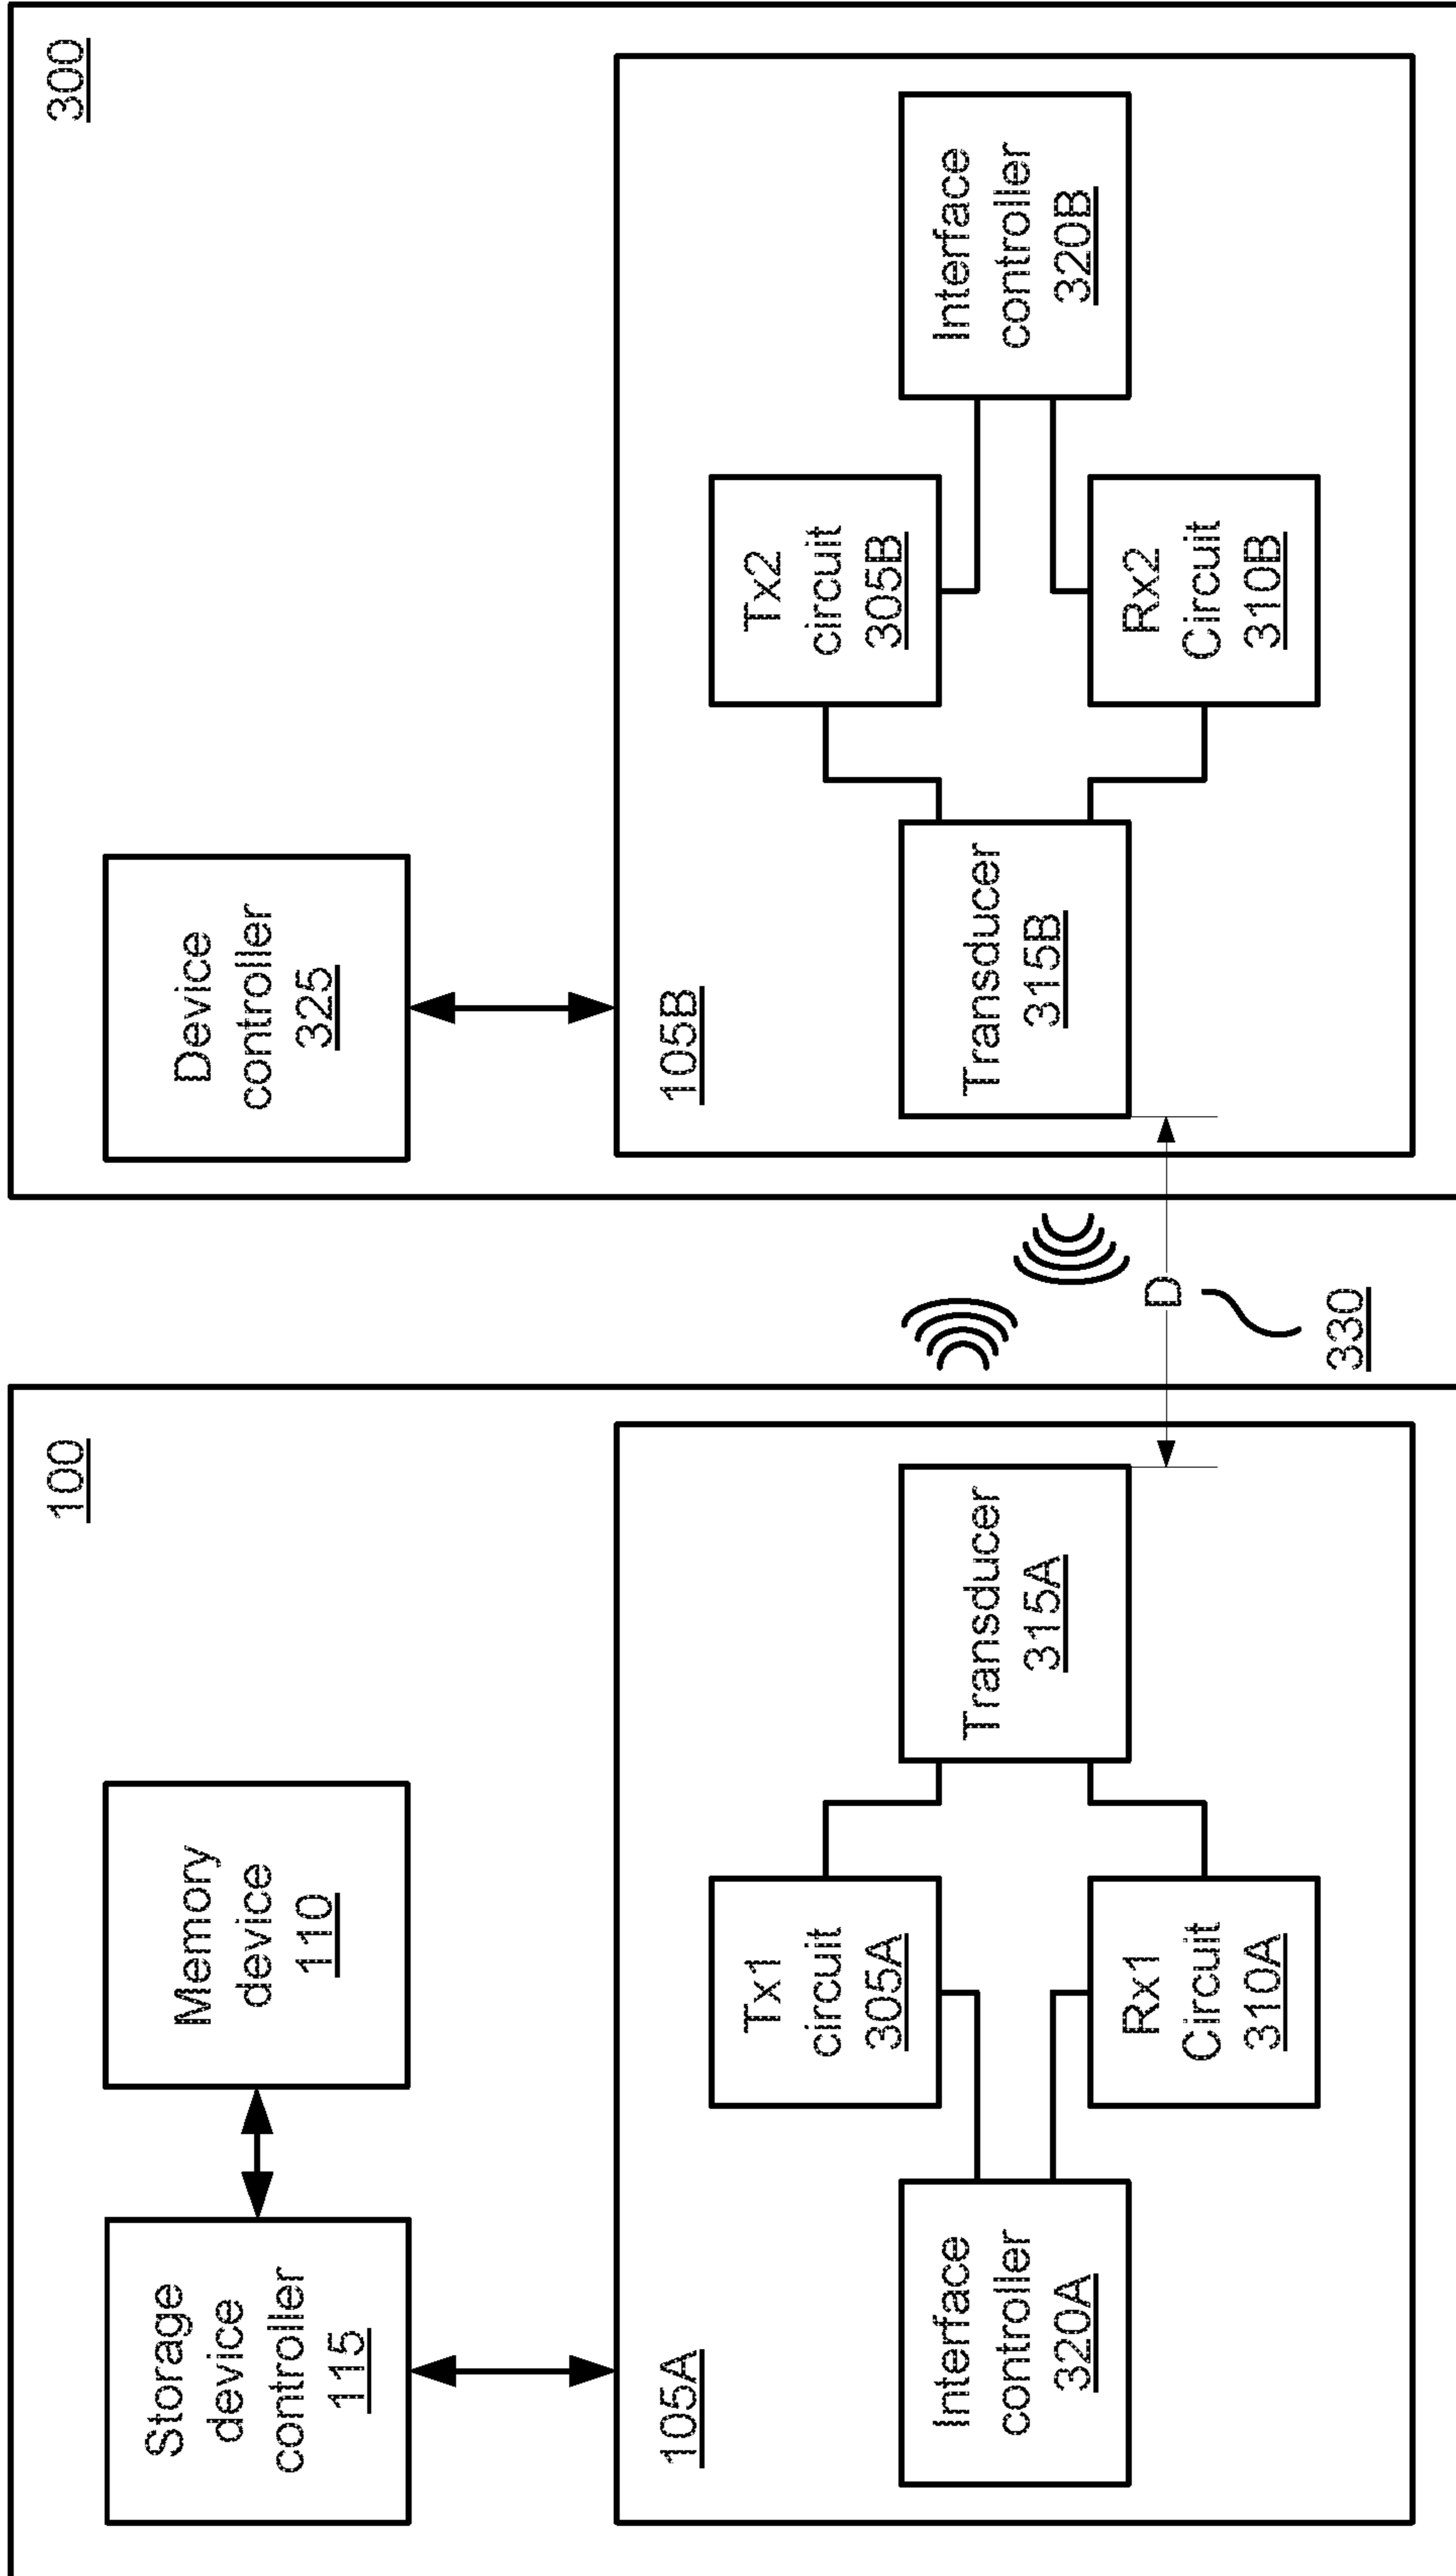 100
Storage
device
controller
115
Memory
device
110
105A
Interface
controller
320A
Tx1
circuit
305A
Rx1
Circuit
310A
Transducer
315A
D
330
300
Device
controller
325
105B
Transducer
315B
Tx2
circuit
305B
Rx2
Circuit
310B
Interface
controller
320B